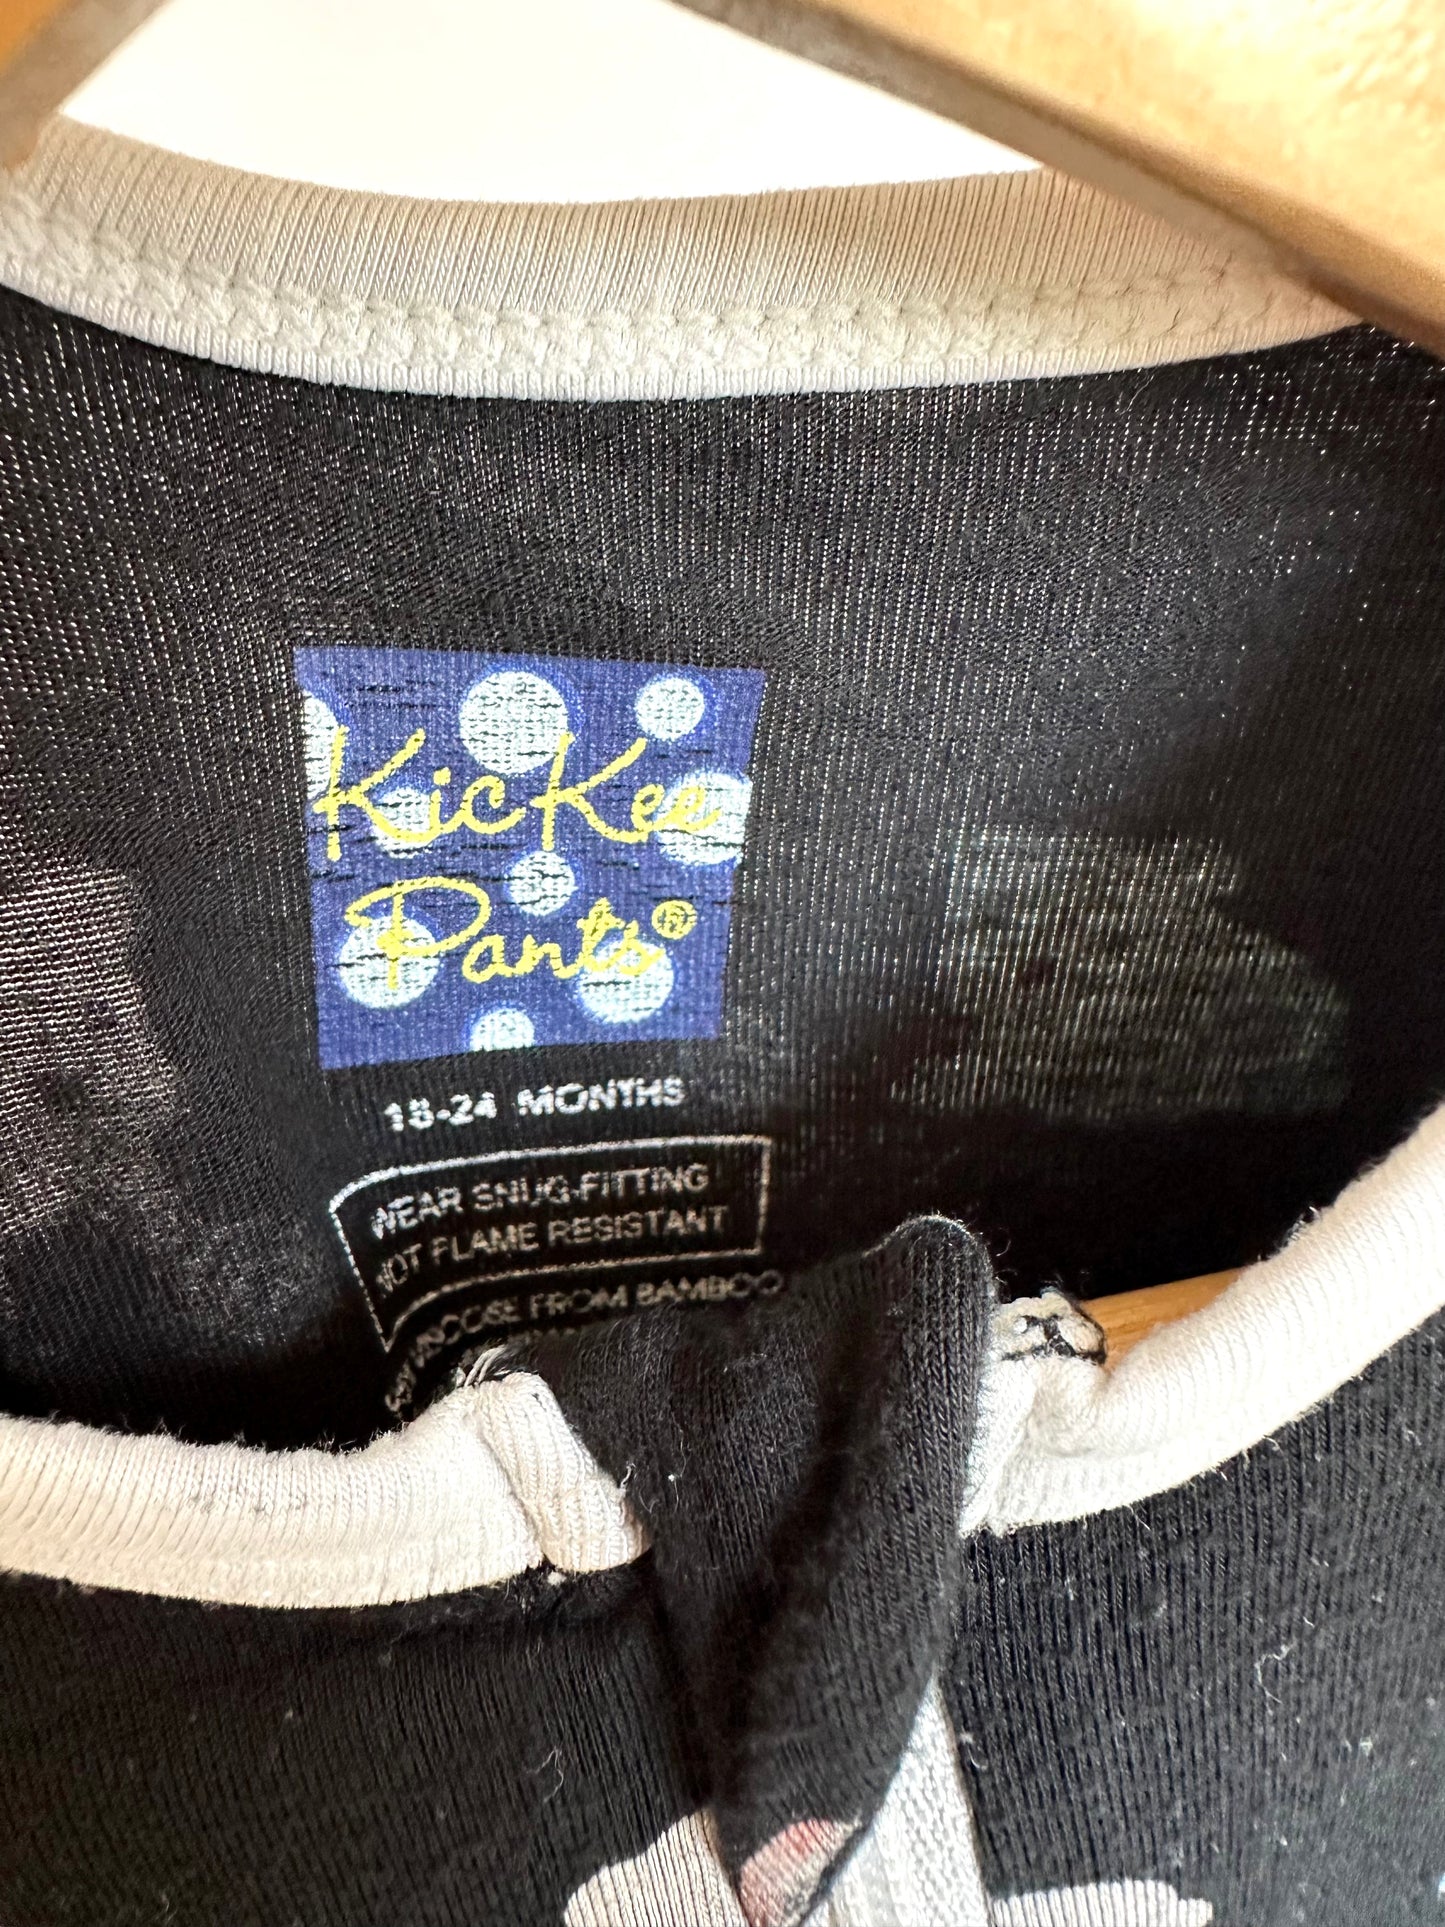 KicKee
Pants®
18-24 MONTHS
WEAR SNUG-FITTING
NOT FLAME RESISTANT
VISCOSE FROM BAMBOO